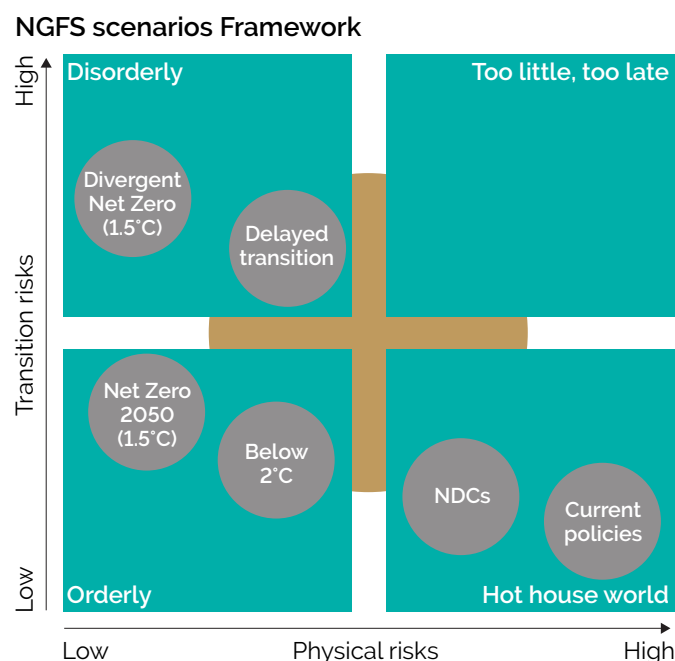 NGFS scenarios Framework
High
Disorderly
Too little, too late
Divergent
Net Zero
(1.5°C)
Delayed
transition
Transition risks
Net Zero
2050
(1.5°C)
Below
2°C
NDCs
Current
policies
Low
Orderly
Hot house world
Low
Physical risks
High